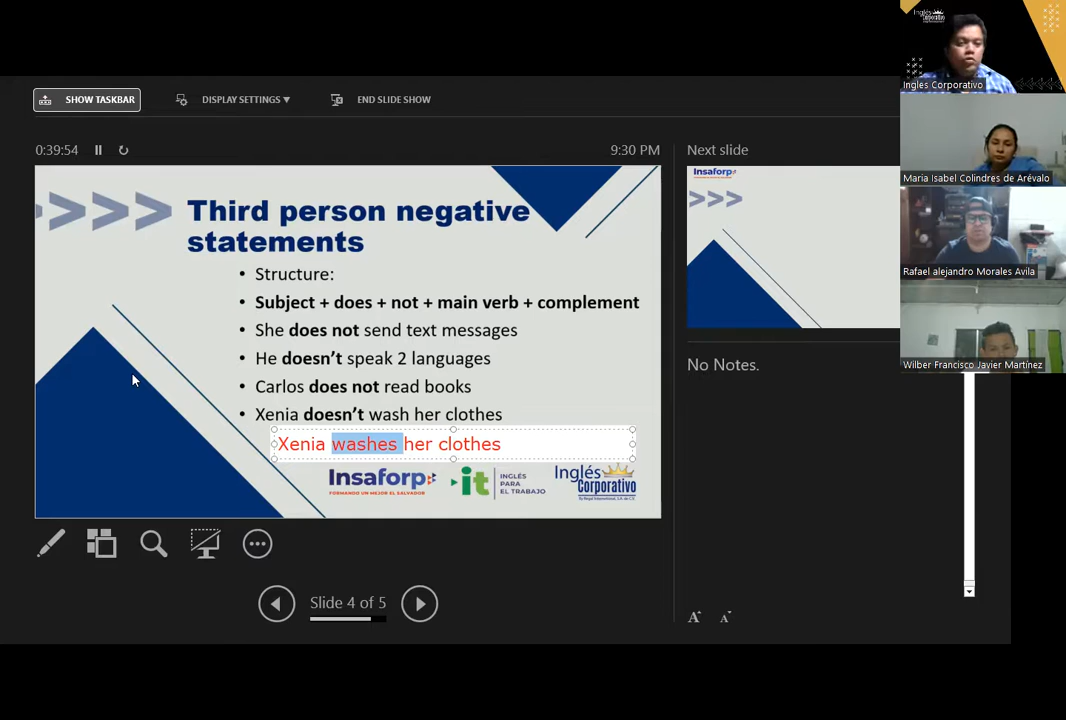 SHOW TASKBAR
DISPLAY SETTINGS ▼
END SLIDE SHOW
0:39:54
9:30 PM
Third person negative
statements
• Structure:
• Subject + does + not + main verb + complement
• She does not send text messages
• He doesn't speak 2 languages
• Carlos does not read books
• Xenia doesn't wash her clothes
Xenia washes her clothes
Insaforp
FORMANDO UN MEJOR EL SALVADOR
it INGLÉS
PARA
EL TRABAJO
Inglés
Corporativo
Slide 4 of 5
Next slide
Insaforp
No Notes.
A A
Inglés
Corporativo
Ingles Corporativo
Maria Isabel Colindres de Arévalo
Rafael alejandro Morales Avila
Wilber Francisco Javier Martínez